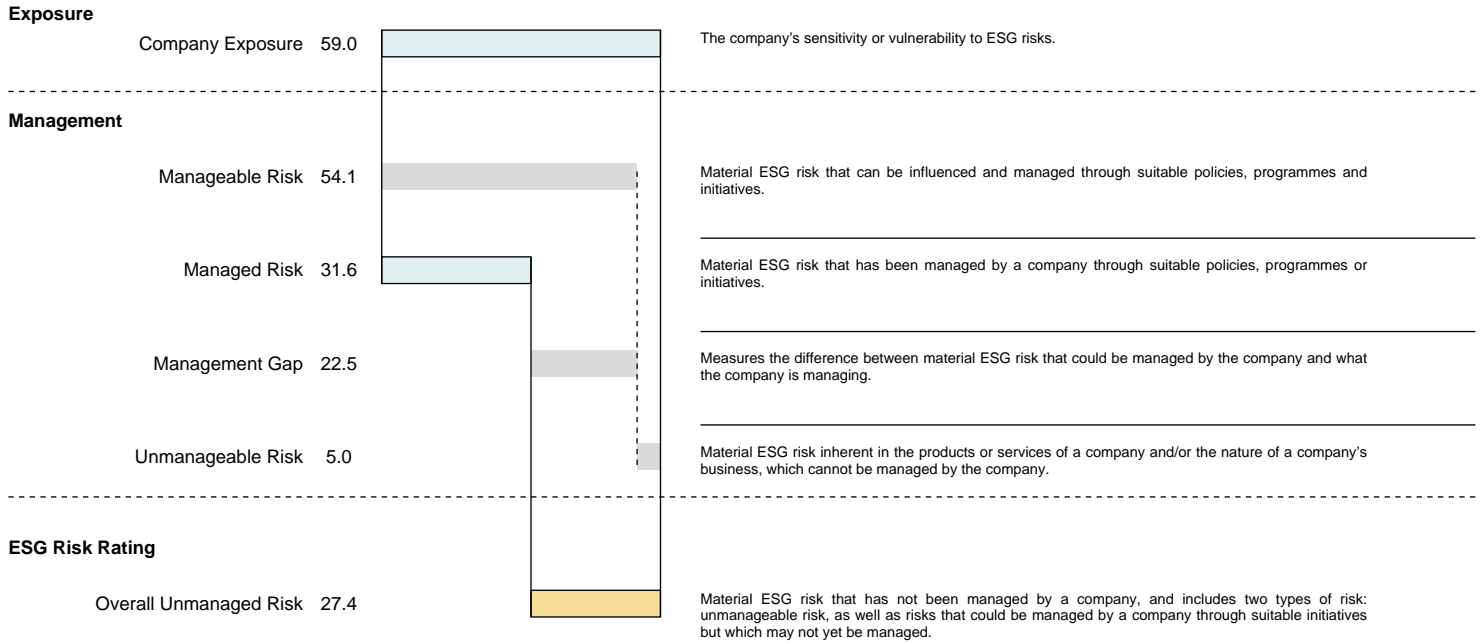 Exposure
Company Exposure 59.0
The company’s sensitivity or vulnerability to ESG risks.
Management
Manageable Risk 54.1
Material ESG risk that can be influenced and managed through suitable policies, programmes and
initiatives.
Managed Risk 31.6
Material ESG risk that has been managed by a company through suitable policies, programmes or
initiatives.
Management Gap 22.5
Measures the difference between material ESG risk that could be managed by the company and what
the company is managing.
Unmanageable Risk 5.0
Material ESG risk inherent in the products or services of a company and/or the nature of a company’s
business, which cannot be managed by the company.
ESG Risk Rating
Overall Unmanaged Risk 27.4
Material ESG risk that has not been managed by a company, and includes two types of risk:
unmanageable risk, as well as risks that could be managed by a company through suitable initiatives
but which may not yet be managed.